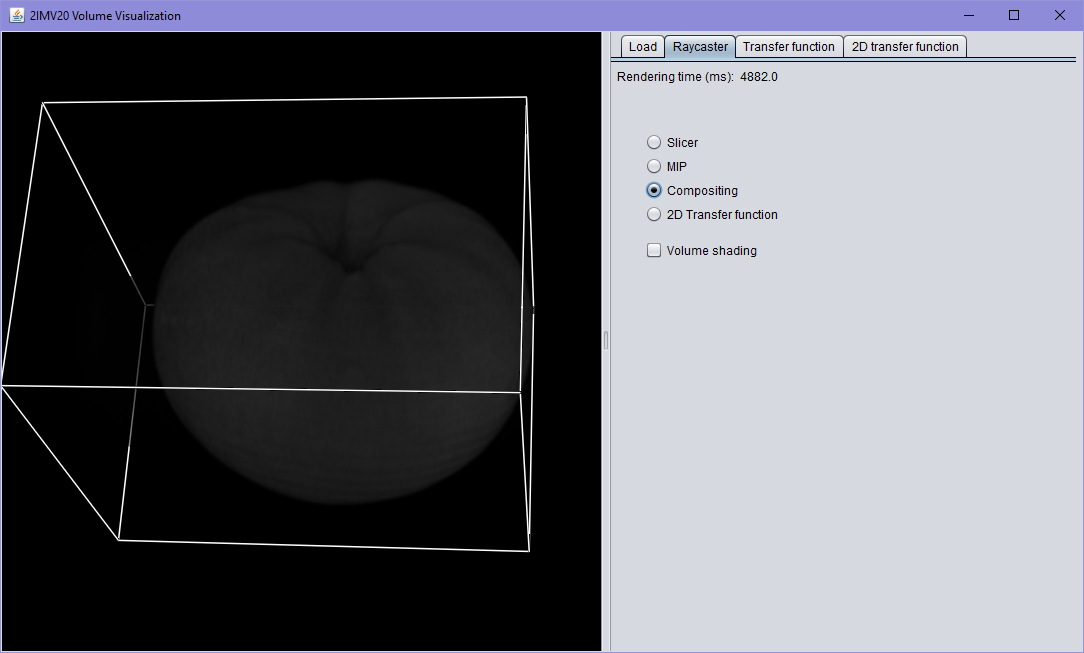 2IMV20 Volume Visualization
Load Raycaster Transfer function 2D transfer function
Rendering time (ms): 4882.0
Slicer
MIP
Compositing
2D Transfer function
Volume shading